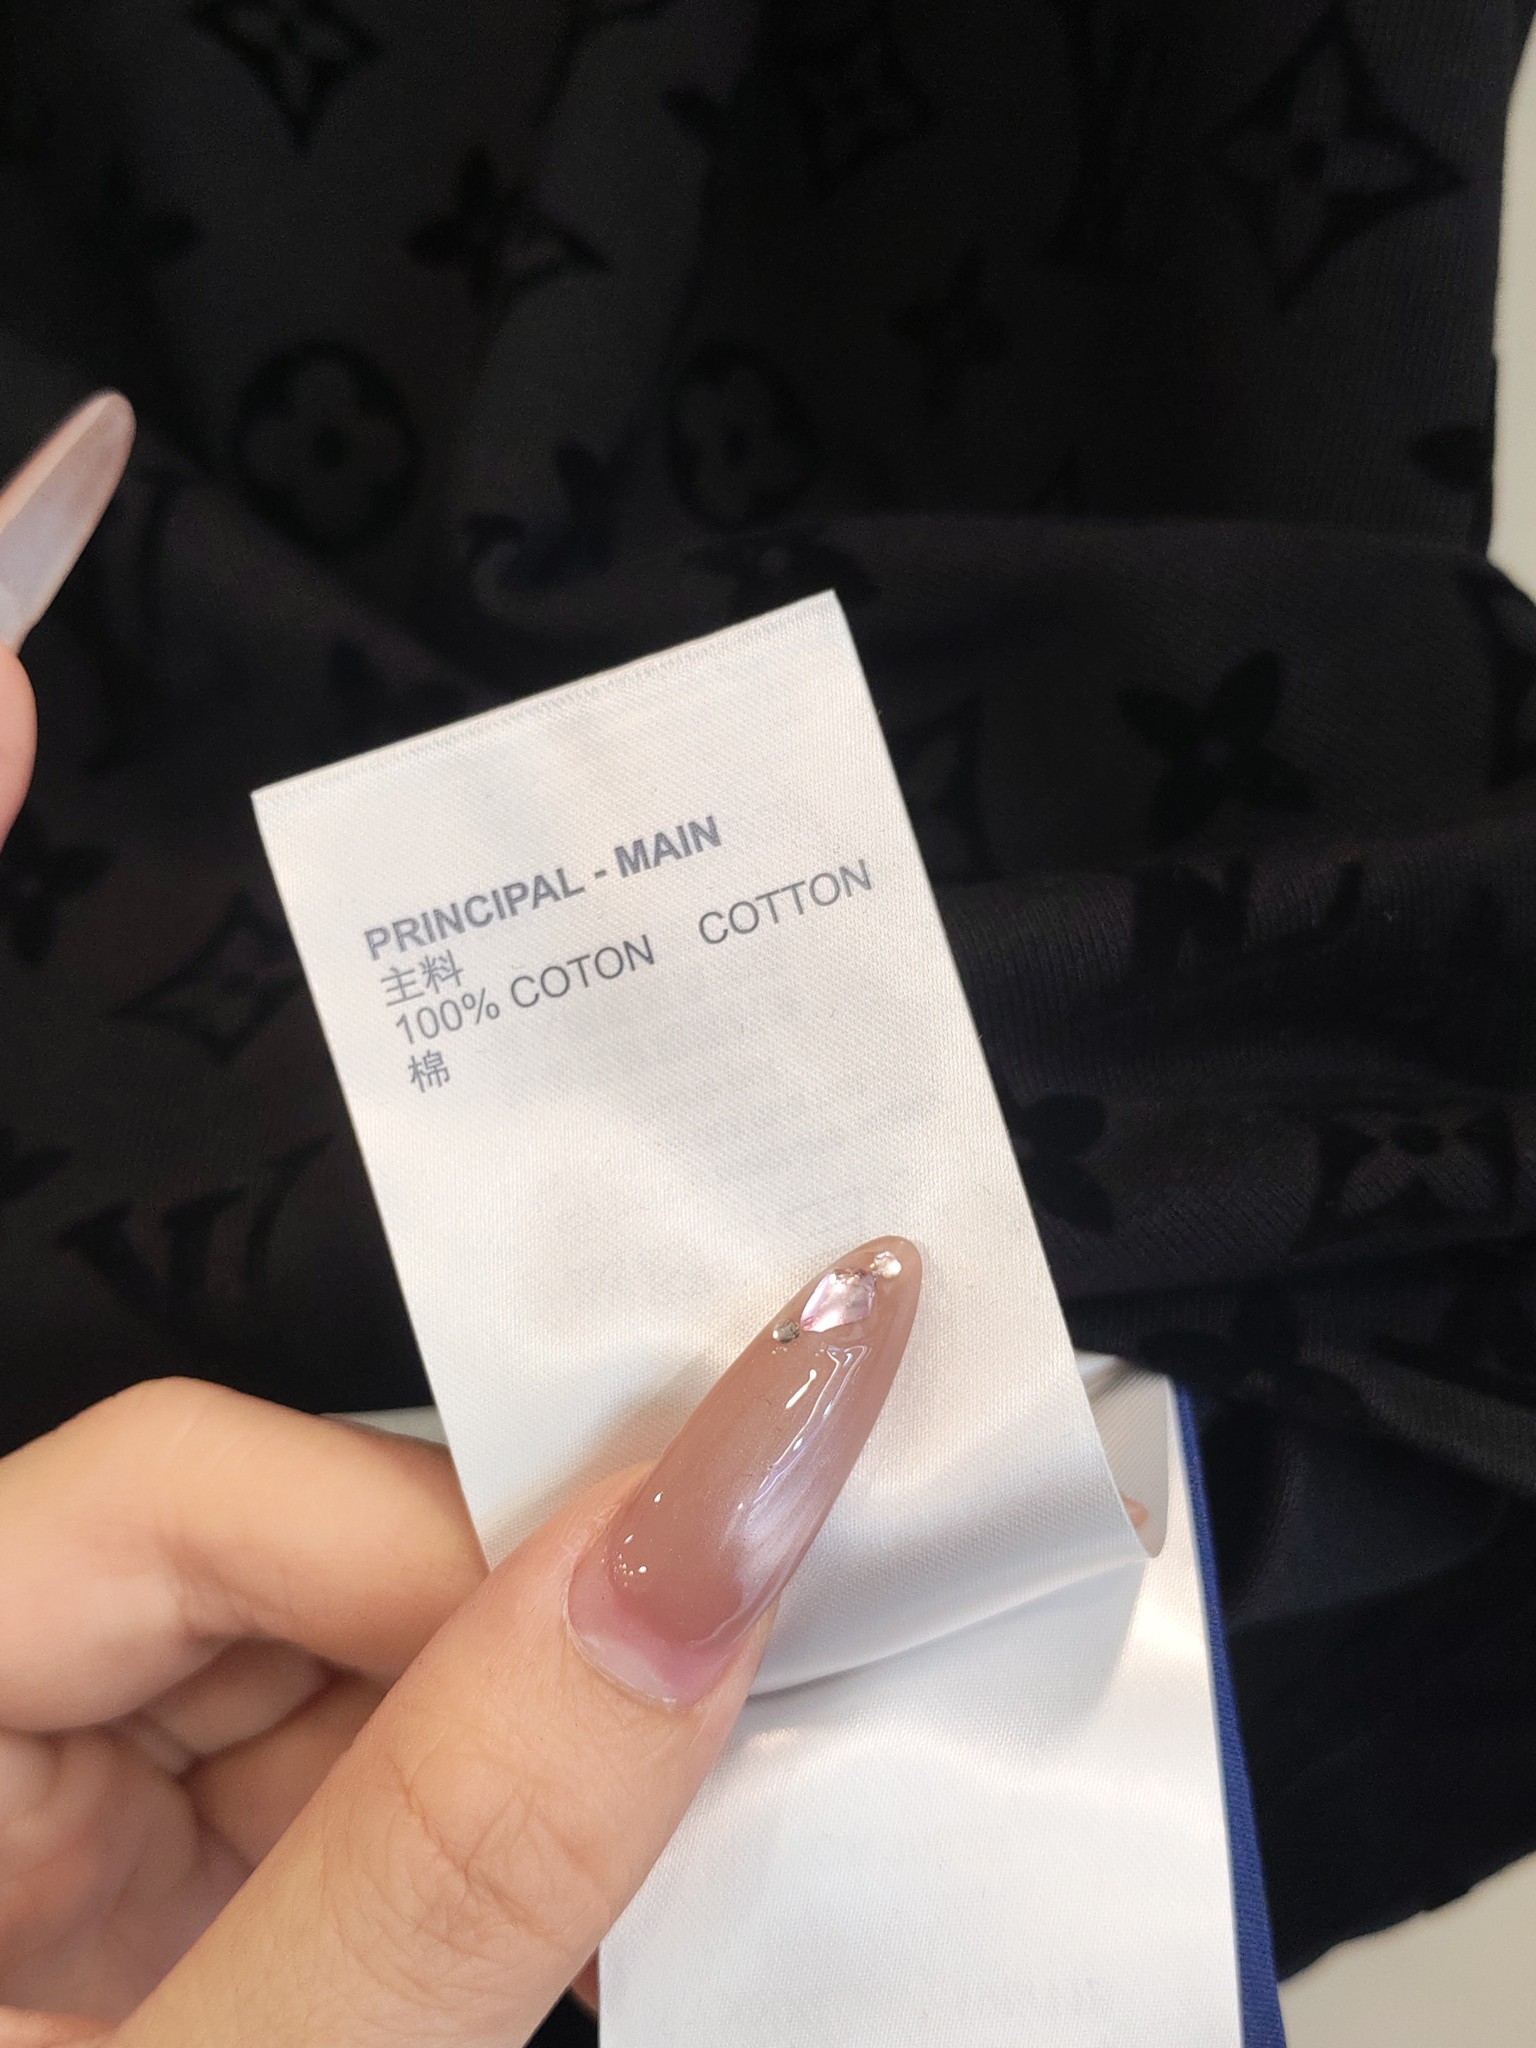 PRINCIPAL - MAIN
主料
100% COTON COTTON
棉